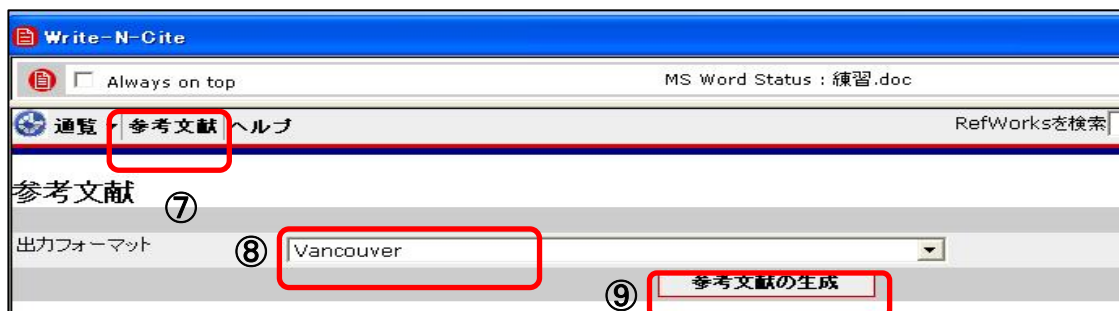 Write-N-Cite
Always on top MS Word Status : 練習.doc
通覧 参考文献 ヘルプ RefWorksを検索
⑦
参考文献
出力フォーマット ⑧ Vancouver
⑨ 参考文献の生成